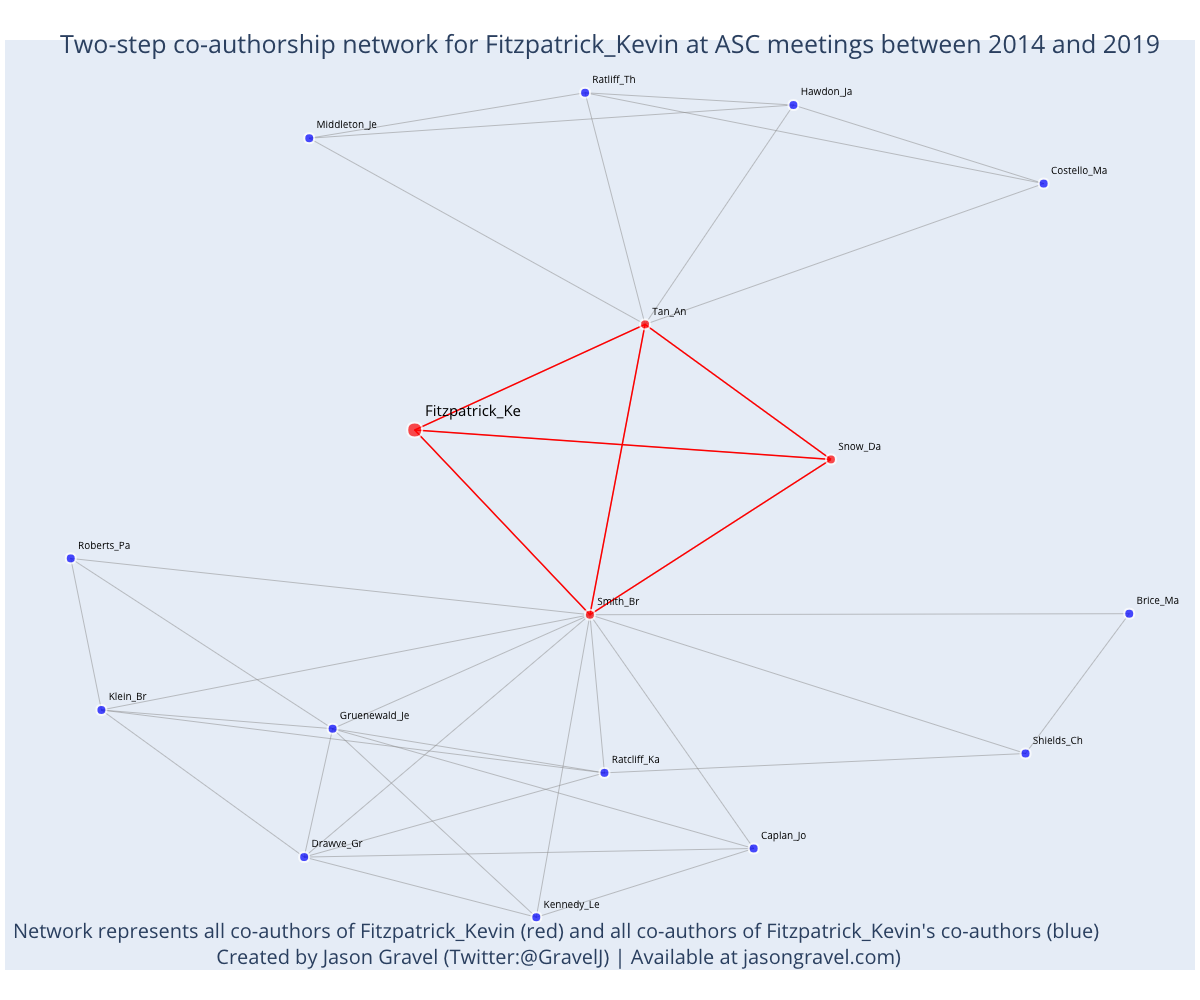 Two-step co-authorship network for Fitzpatrick_Kevin at ASC meetings between 2014 and 2019
Ratliff_Th
Hawdon_Ja
Middleton_Je
Costello_Ma
Tan_An
Fitzpatrick_Ke
Snow_Da
Roberts_Pa
Smith_Br
Brice_Ma
Klein_Br
Gruenewald_Je
Shields_Ch
Ratcliff_Ka
Caplan_Jo
Drawve_Gr
Kennedy_Le
Network represents all co-authors of Fitzpatrick_Kevin (red) and all co-authors of Fitzpatrick_Kevin's co-authors (blue)
Created by Jason Gravel (Twitter:@GravelJ) | Available at jasongravel.com)